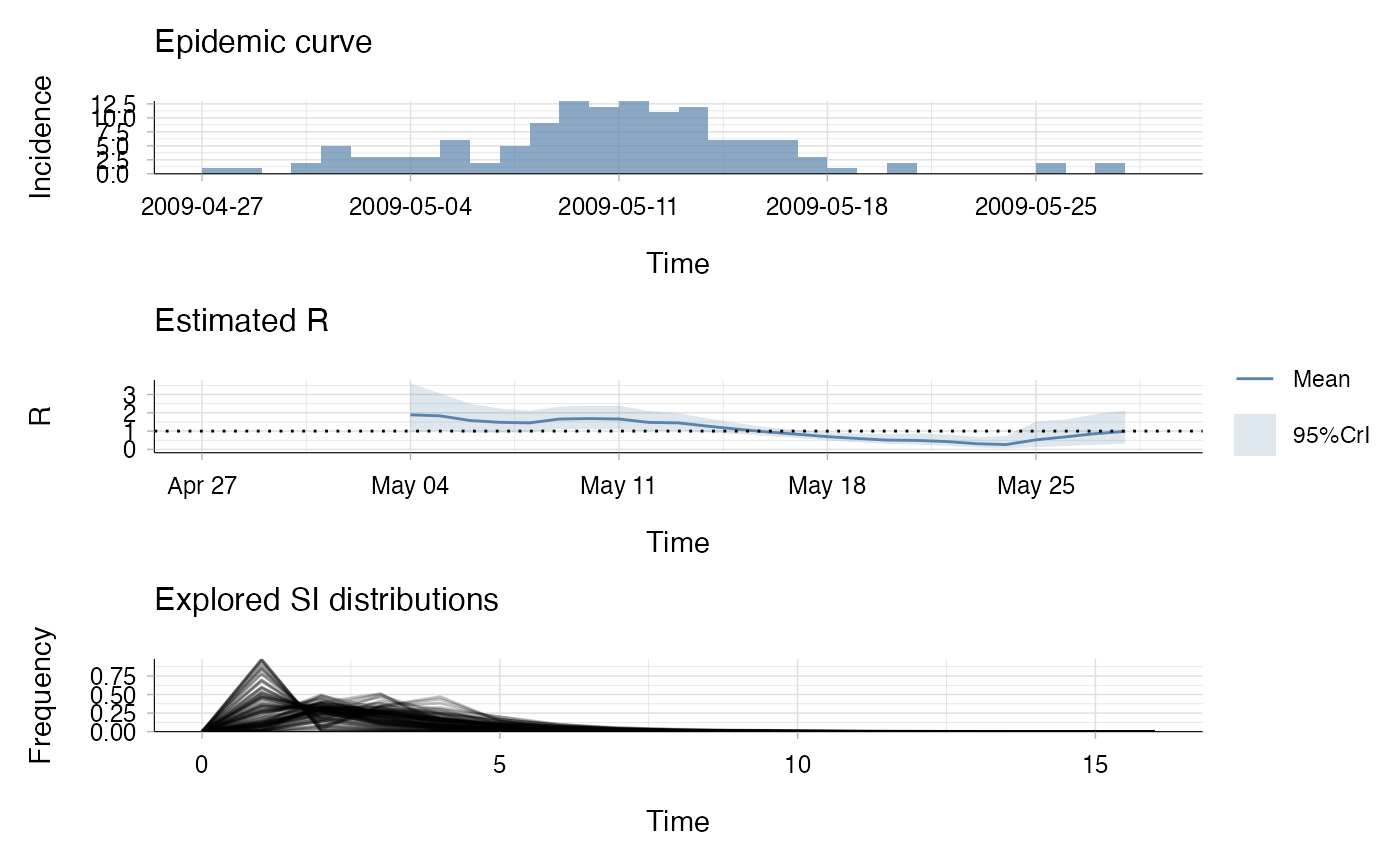 Epidemic curve
Incidence
12.5
10.0
7.5
5.0
2.5
0.0
2009-04-27 2009-05-04 2009-05-11 2009-05-18 2009-05-25
Time
Estimated R
R
3
2
1
0
Apr 27 May 04 May 11 May 18 May 25
Time
Mean
95%CrI
Explored SI distributions
Frequency
0.75
0.50
0.25
0.00
0 5 10 15
Time